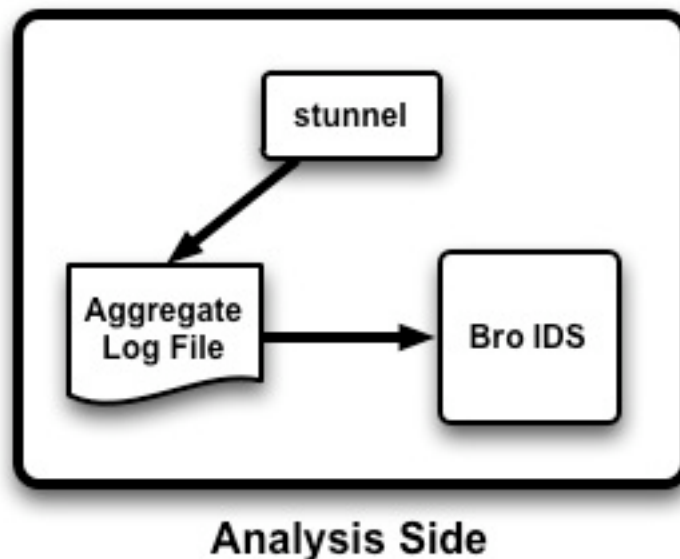 stunnel
Aggregate
Log File
Bro IDS
Analysis Side